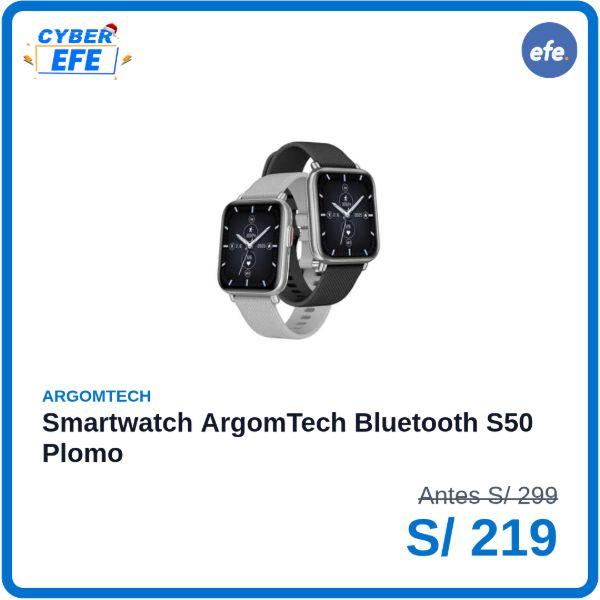 CYBER
EFE
efe.
ARGOMTECH
Smartwatch ArgomTech Bluetooth S50
Plomo
Antes S/ 299
S/ 219